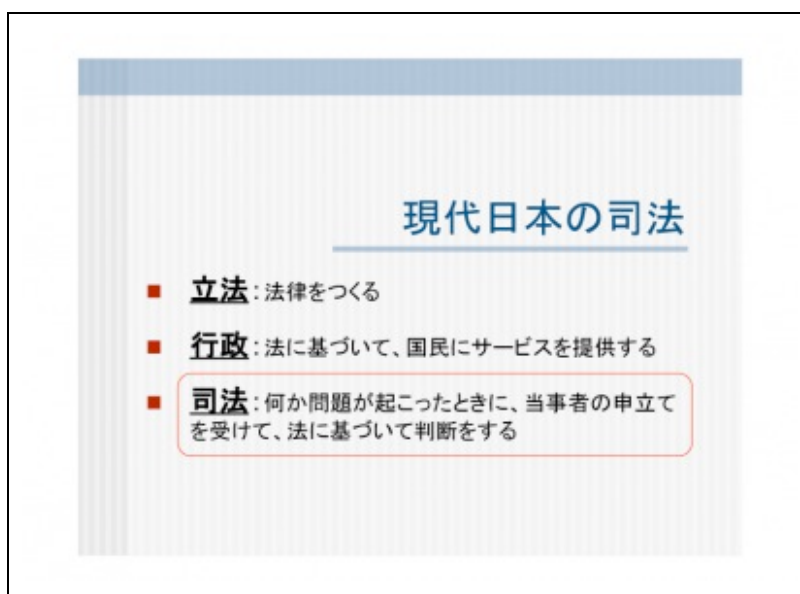 現代日本の司法
立法：法律をつくる
行政：法に基づいて、国民にサービスを提供する
司法：何か問題が起こったときに、当事者の申立て
を受けて、法に基づいて判断をする